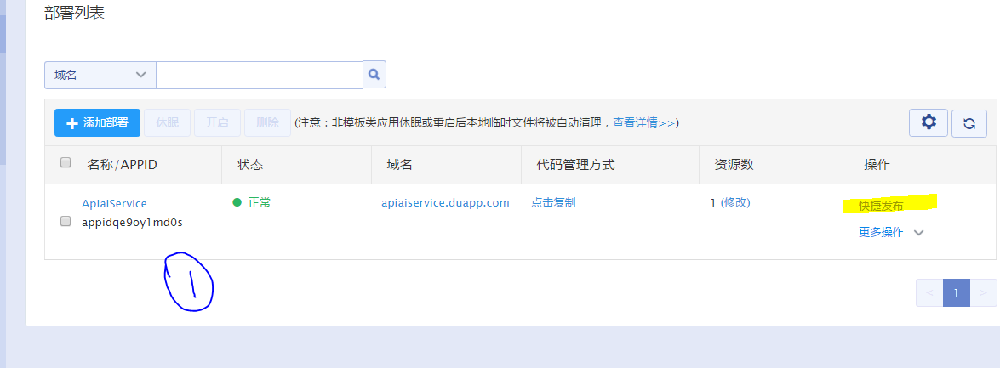 部署列表
域名
添加部署 休眠 开启 删除 (注意：非模板类应用休眠或重启后本地临时文件将被自动清理，查看详情>>)
名称/APPID 状态 域名 代码管理方式 资源数 操作
ApiaiService 正常 apiaiservice.duapp.com 点击复制 1 (修改) 快捷发布
appidqe9oy1md0s
更多操作
1
< 1 >